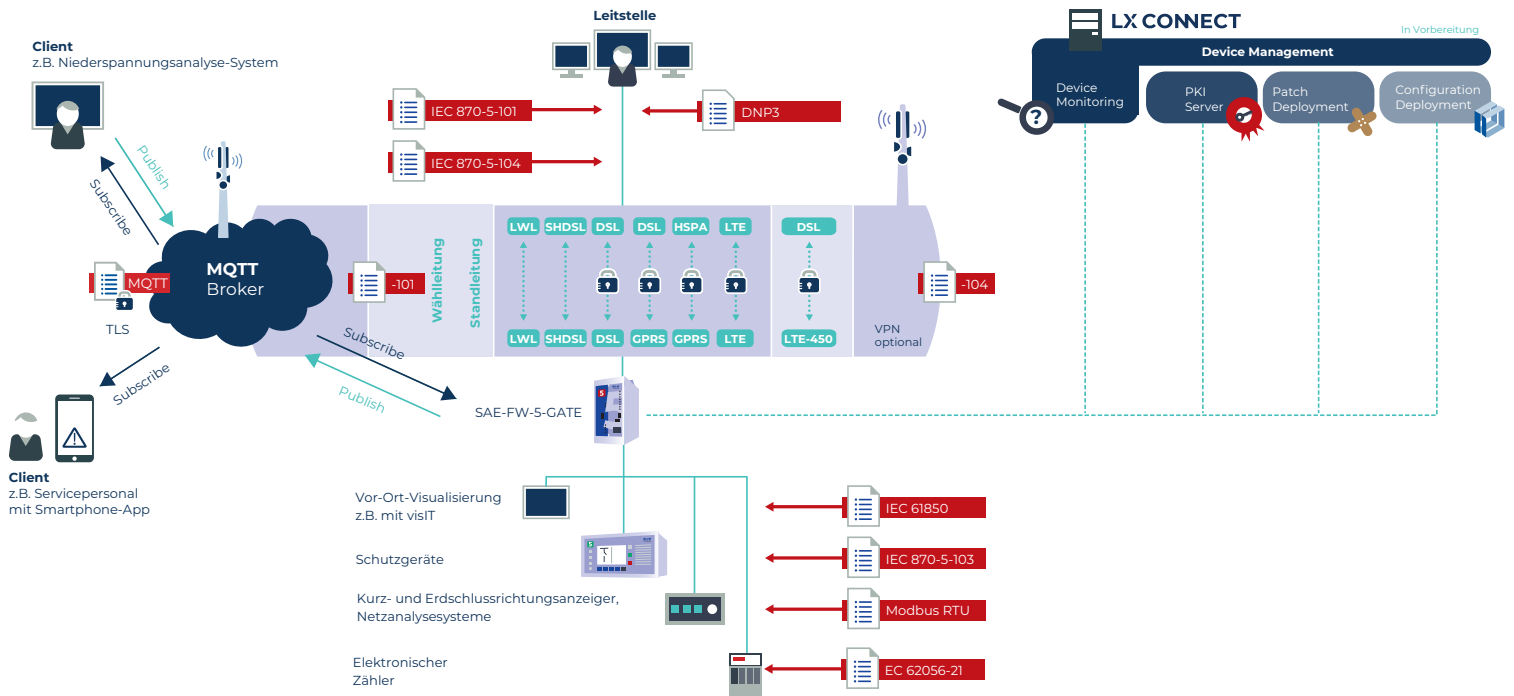 Leitstelle
LX CONNECT
In Vorbereitung
Device Management
Client
z.B. Niederspannungsanalyse-System
Device
Monitoring
PKI
Server
Patch
Deployment
Configuration
Deployment
?
IEC 870-5-101
DNP3
IEC 870-5-104
Publish
Subscribe
MQTT
Broker
MQTT
TLS
-101
Wählleitung
Standleitung
LWL
SHDSL
DSL
DSL
HSPA
LTE
DSL
LWL
SHDSL
DSL
GPRS
GPRS
LTE
LTE-450
-104
VPN
optional
Subscribe
Publish
Subscribe
SAE-FW-5-GATE
5
Client
z.B. Servicepersonal
mit Smartphone-App
Vor-Ort-Visualisierung
z.B. mit visIT
IEC 61850
Schutzgeräte
5
IEC 870-5-103
Kurz- und Erdschlussrichtungsanzeiger,
Netzanalysesysteme
Modbus RTU
Elektronischer
Zähler
EC 62056-21